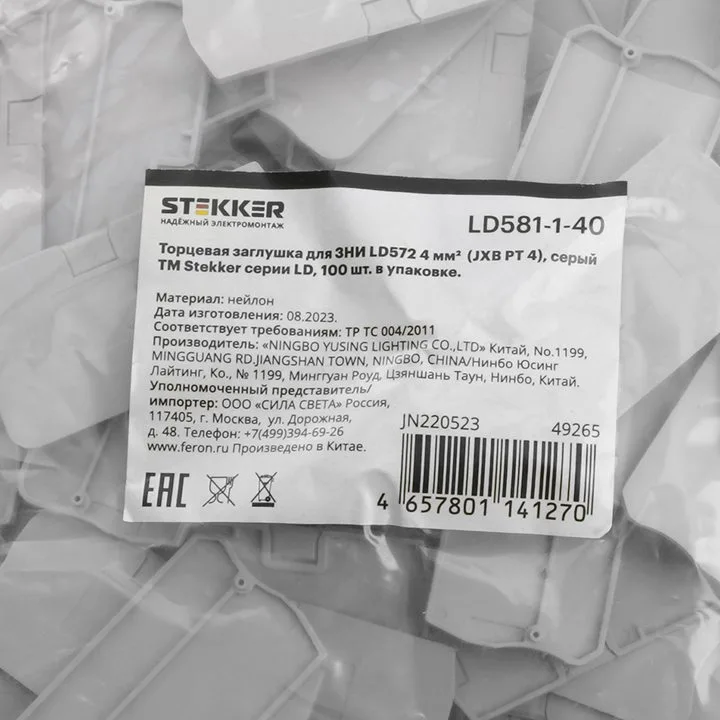 STEKKER
НАДЁЖНЫЙ ЭЛЕКТРОМОНТАЖ
LD581-1-40
Торцевая заглушка для ЗНИ LD572 4 мм² (JXB PT 4), серый
TM Stekker серии LD, 100 шт. в упаковке.
Материал: нейлон
Дата изготовления: 08.2023.
Соответствует требованиям: ТР ТС 004/2011
Производитель: «NINGBO YUSING LIGHTING CO.,LTD» Китай, No.1199,
MINGGUANG RD.JIANGSHAN TOWN, NINGBO, CHINA/Нинбо Юсинг
Лайтинг, Ко., № 1199, Минггуан Роуд, Цзяншань Таун, Нинбо, Китай.
Уполномоченный представитель/
импортер: ООО «СИЛА СВЕТА» Россия,
117405, г. Москва, ул. Дорожная,
д. 48. Телефон: +7(499)394-69-26
www.feron.ru Произведено в Китае.
JN220523 49265
EAC
4 657801 141270